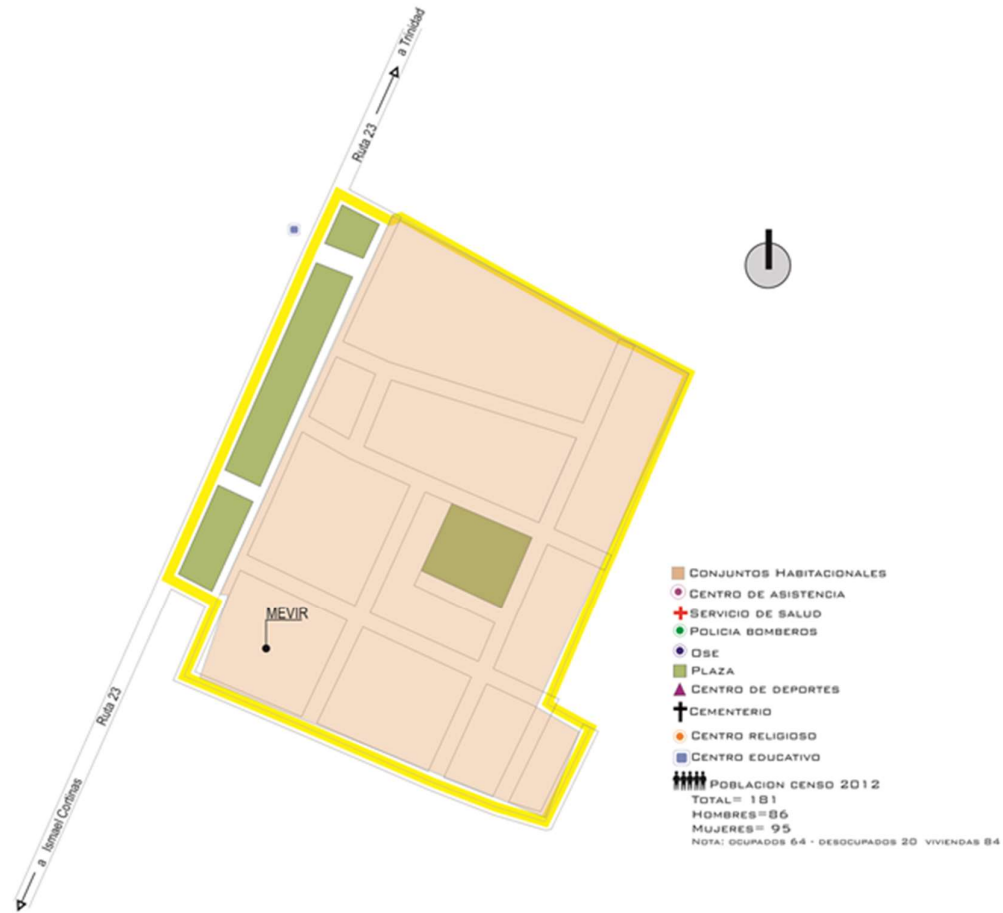 a Trinidad
Ruta 23
MEVIR
Ruta 23
a Ismael Cortinas
CONJUNTOS HABITACIONALES
CENTRO DE ASISTENCIA
SERVICIO DE SALUD
POLICIA BOMBEROS
OSE
PLAZA
CENTRO DE DEPORTES
CEMENTERIO
CENTRO RELIGIOSO
CENTRO EDUCATIVO
POBLACION CENSO 2012
TOTAL= 181
HOMBRES=86
MUJERES= 95
NOTA: OCUPADOS 64 - DESOCUPADOS 20 VIVIENDAS 84